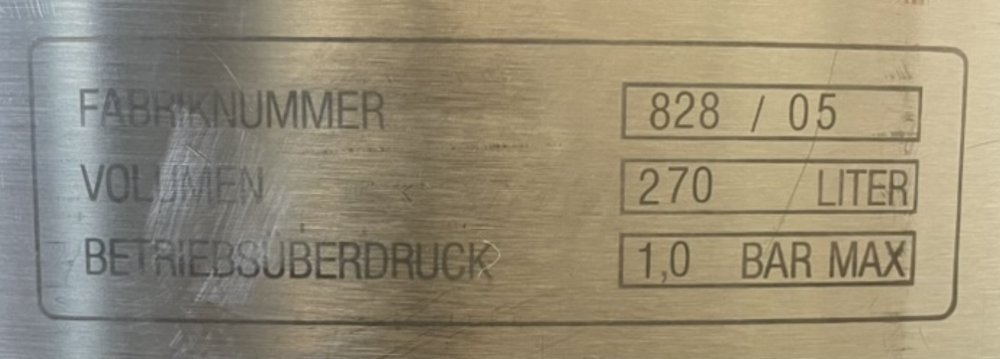 FABRIKNUMMER 828 / 05
VOLUMEN 270 LITER
BETRIEBSÜBERDRUCK 1,0 BAR MAX